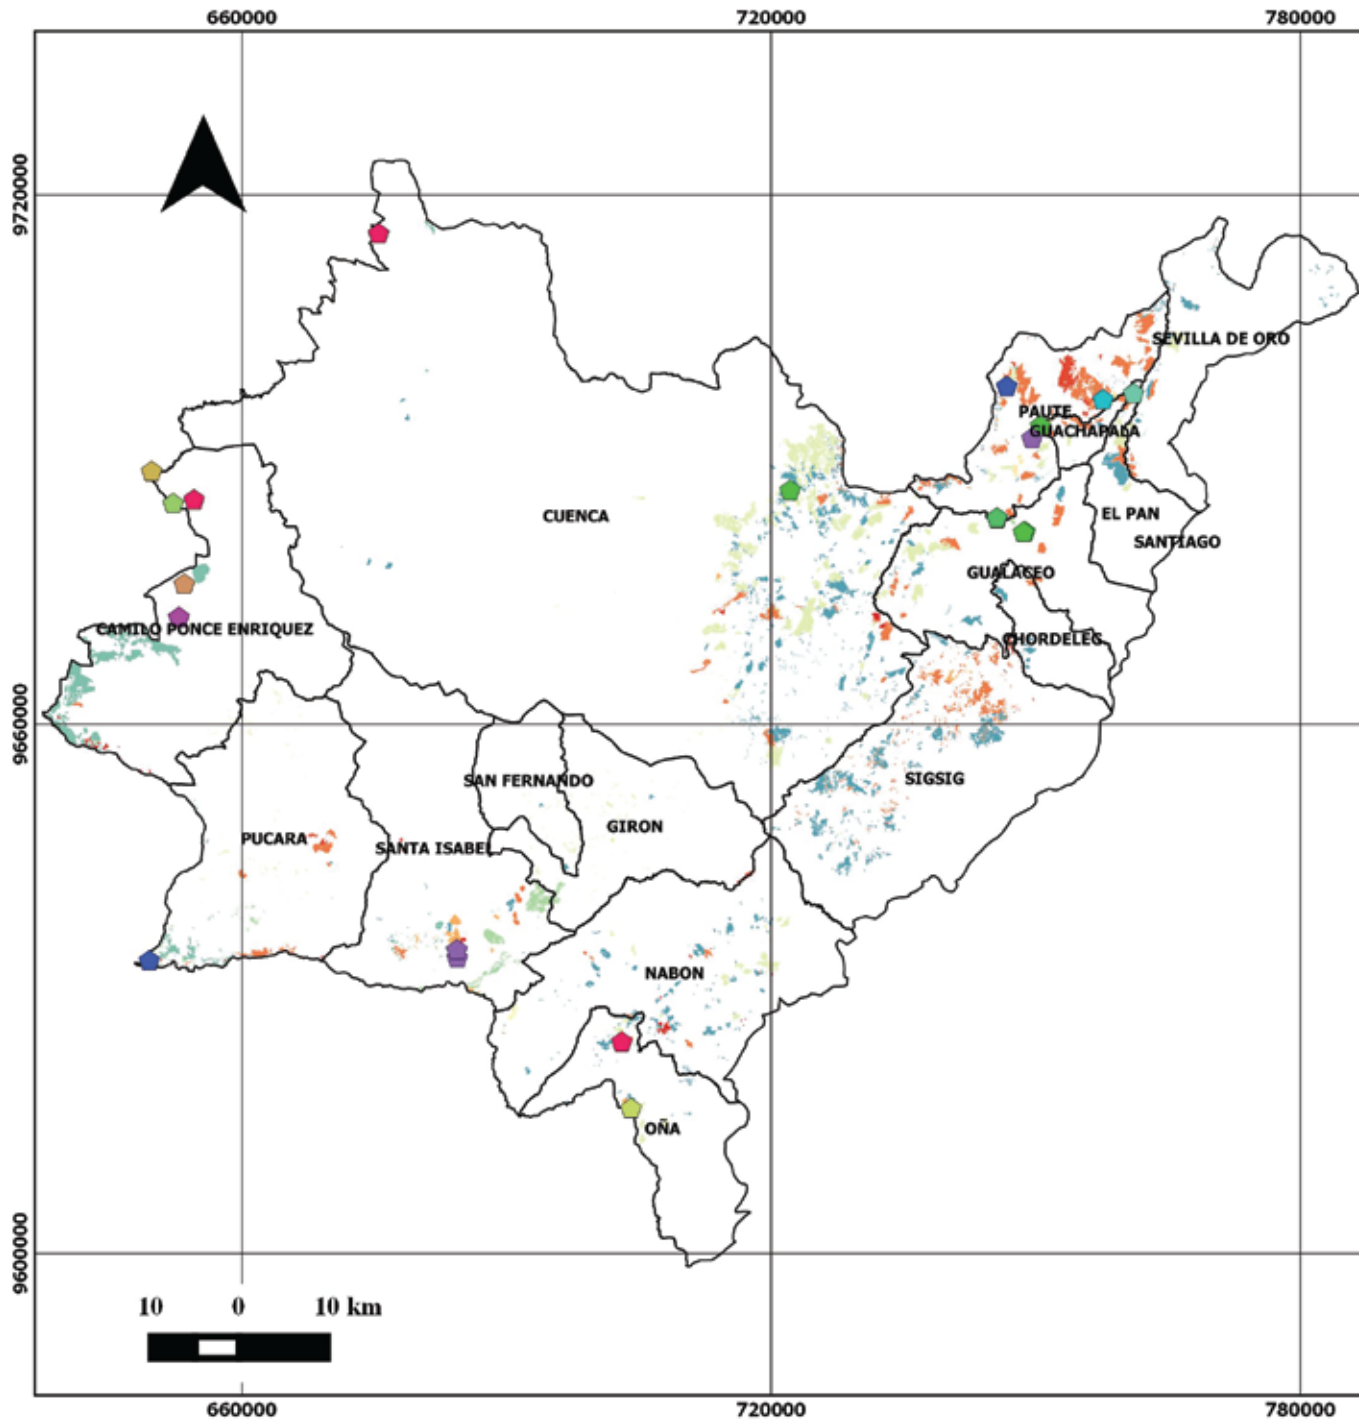 660000 720000 780000
9720000
SEVILLA DE ORO
PAUTE
GUACHAPALA
CUENCA
EL PAN
SANTIAGO
GUALACEO
CAMILO PONCE ENRIQUEZ
CHORDELEG
9660000
SAN FERNANDO
SIGSIG
GIRON
PUCARA
SANTA ISABEL
NABON
OÑA
9600000
10 0 10 km
660000 720000 780000